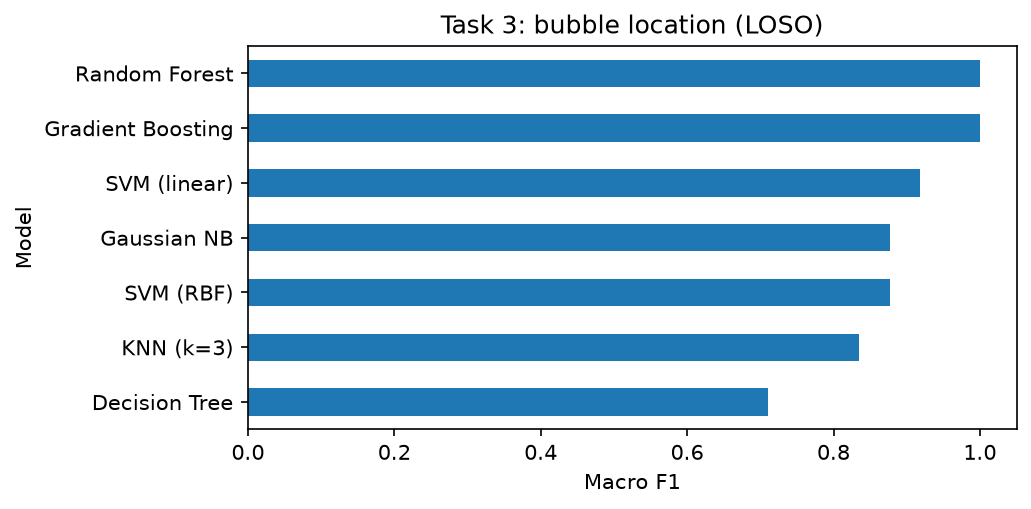 Task 3: bubble location (LOSO)
Random Forest
Gradient Boosting
SVM (linear)
Gaussian NB
SVM (RBF)
KNN (k=3)
Decision Tree
Model
0.0 0.2 0.4 0.6 0.8 1.0
Macro F1